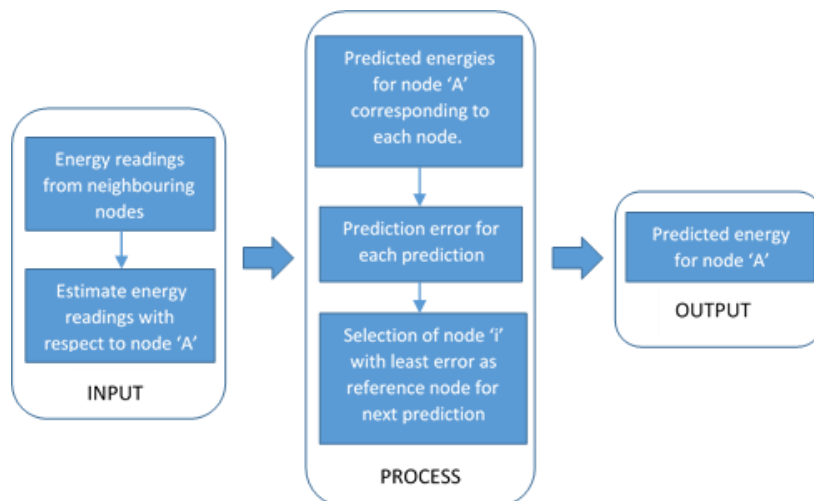 Energy readings
from neighbouring
nodes
Estimate energy
readings with
respect to node ‘A’
INPUT
Predicted energies
for node ‘A’
corresponding to
each node.
Prediction error for
each prediction
Selection of node ‘i’
with least error as
reference node for
next prediction
PROCESS
Predicted energy
for node ‘A’
OUTPUT